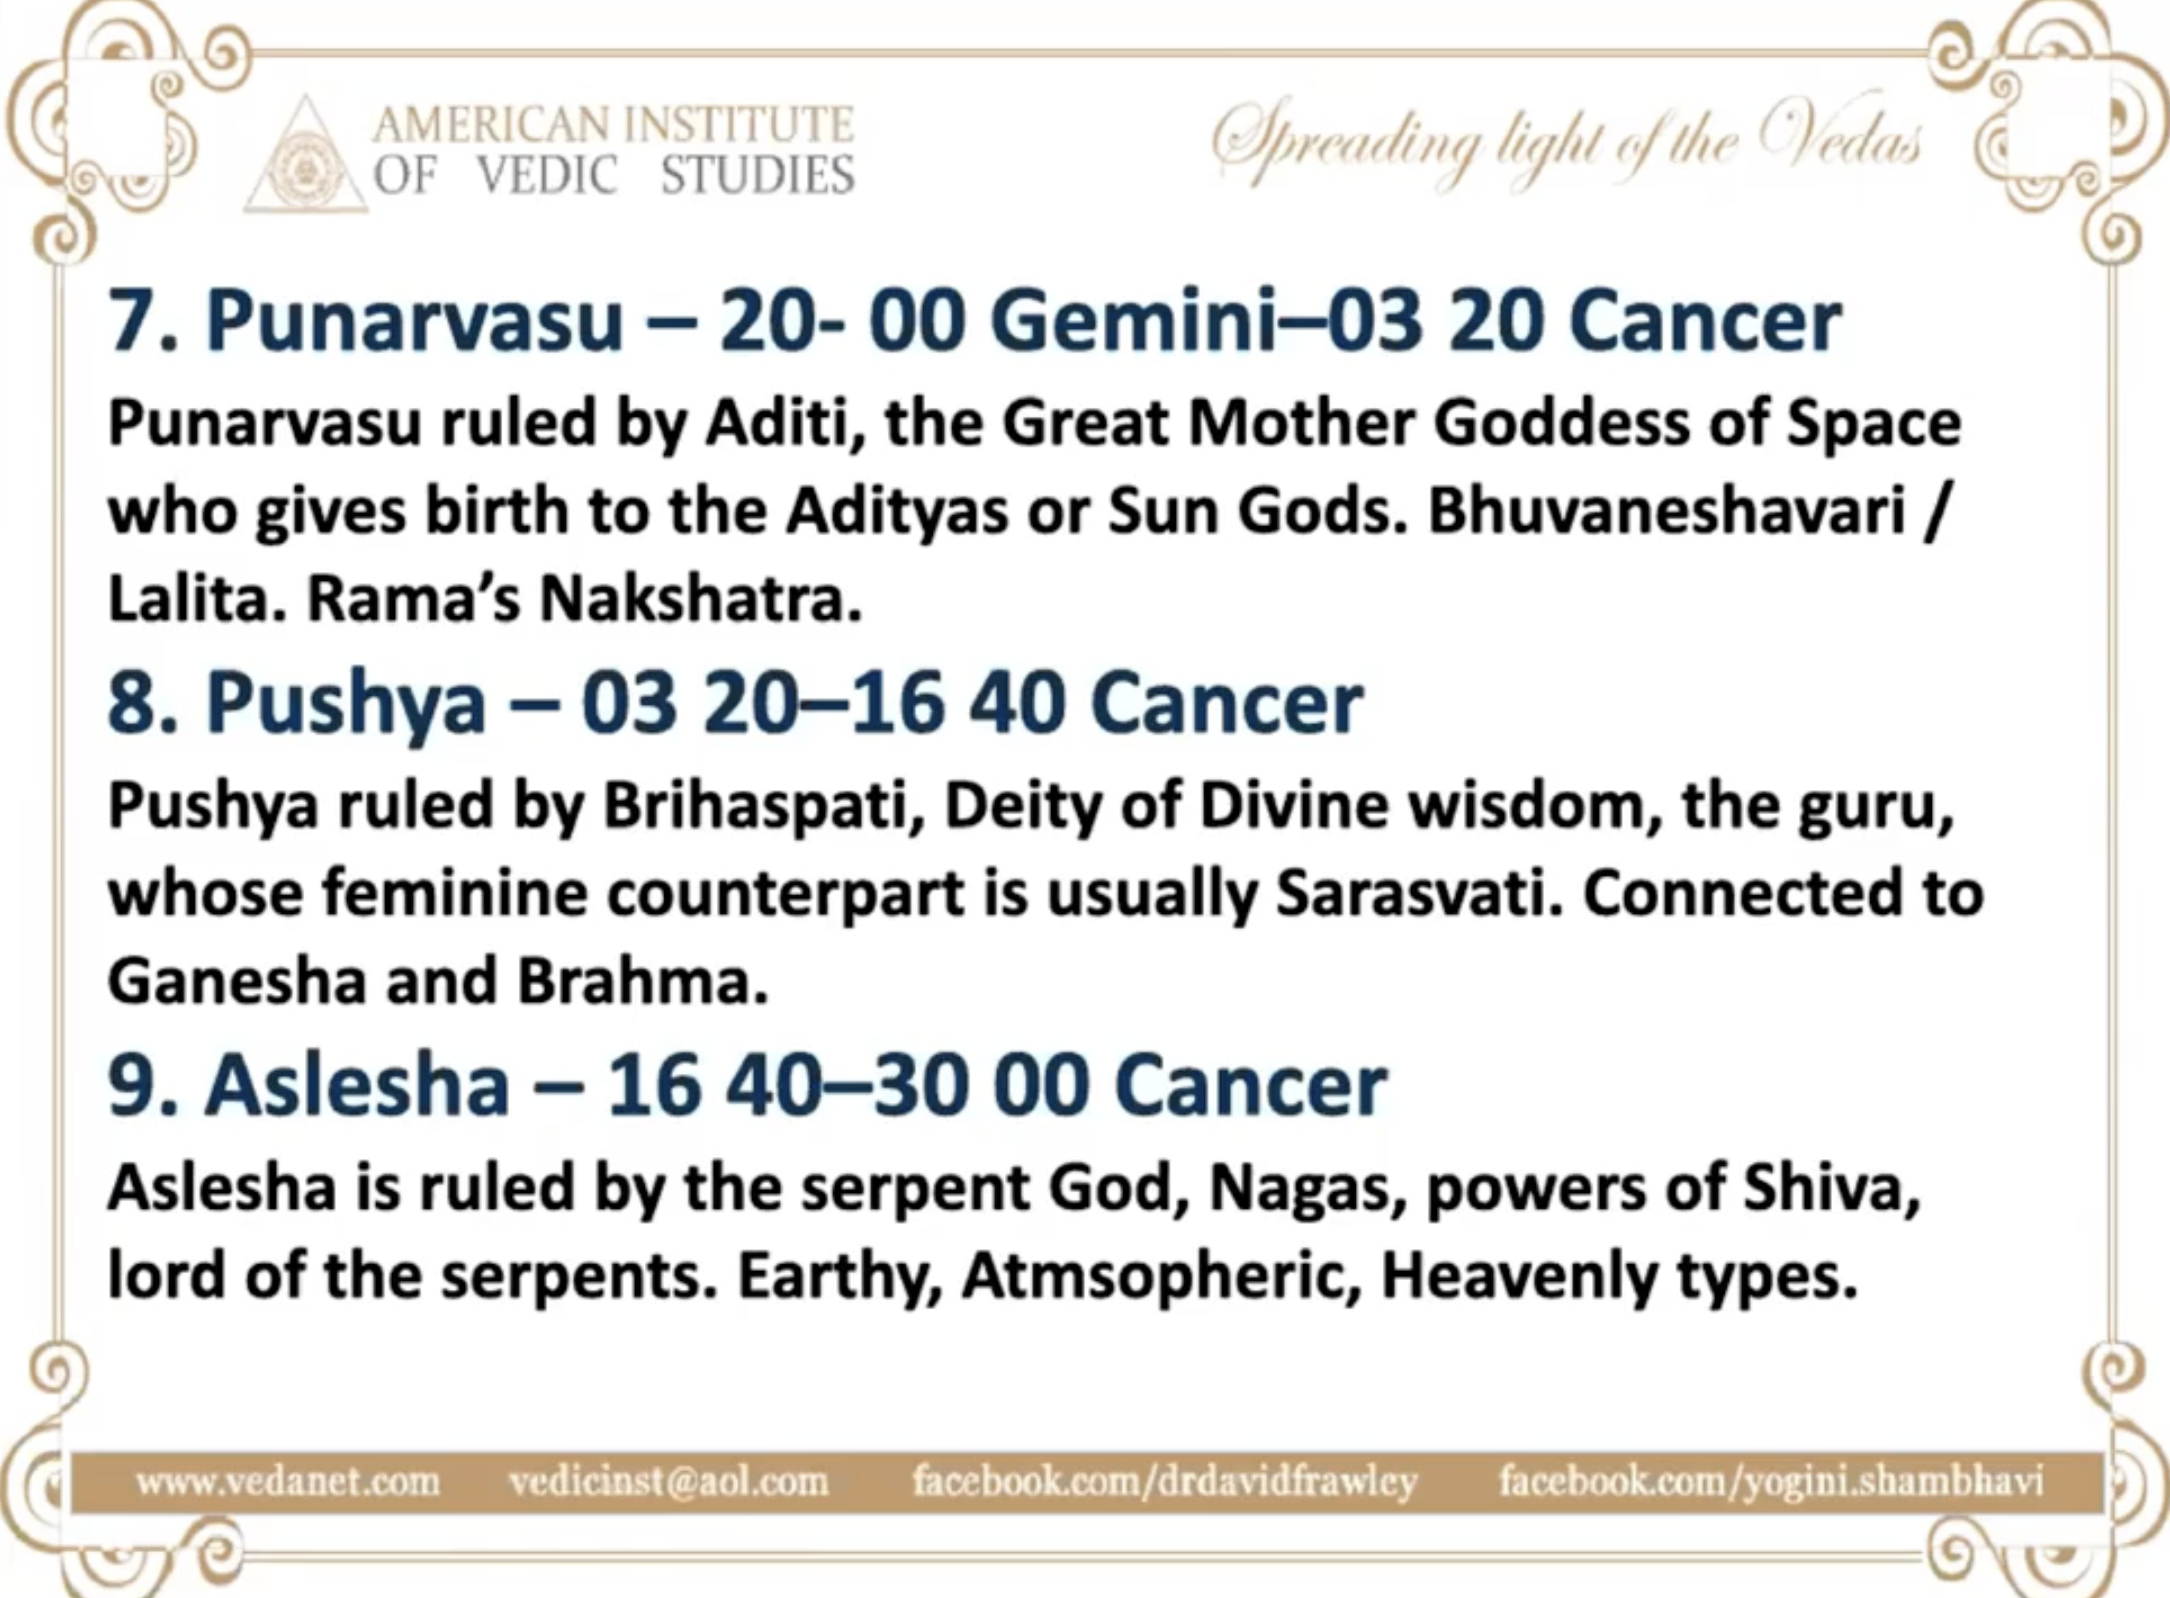 AMERICAN INSTITUTE
OF VEDIC STUDIES
Spreading light of the Vedas
7. Punarvasu – 20- 00 Gemini–03 20 Cancer
Punarvasu ruled by Aditi, the Great Mother Goddess of Space
who gives birth to the Adityas or Sun Gods. Bhuvaneshavari /
Lalita. Rama’s Nakshatra.
8. Pushya – 03 20–16 40 Cancer
Pushya ruled by Brihaspati, Deity of Divine wisdom, the guru,
whose feminine counterpart is usually Sarasvati. Connected to
Ganesha and Brahma.
9. Aslesha – 16 40–30 00 Cancer
Aslesha is ruled by the serpent God, Nagas, powers of Shiva,
lord of the serpents. Earthy, Atmsopheric, Heavenly types.
www.vedanet.com vedicinst@aol.com facebook.com/drdavidfrawley facebook.com/yogini.shambhavi